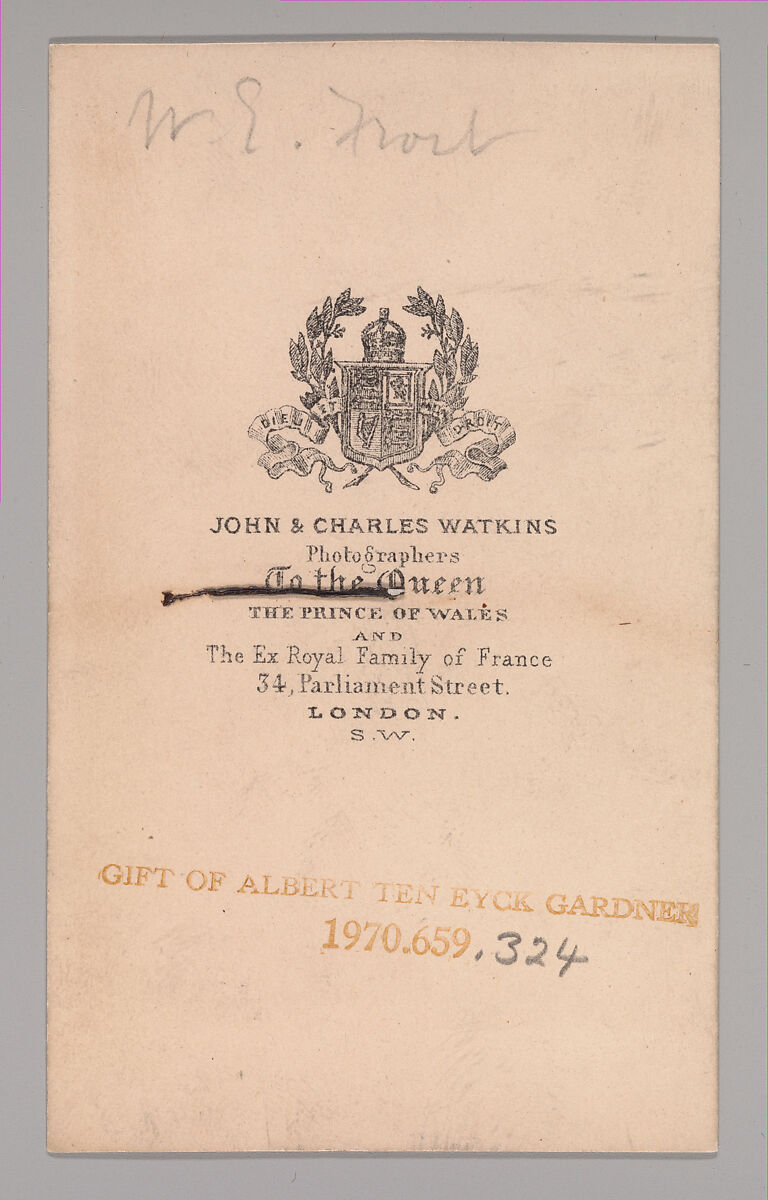 W E. Frost
DIEU ET MON DROIT
JOHN & CHARLES WATKINS
Photographers
To the Queen
THE PRINCE OF WALES
AND
The Ex Royal Family of France
34, Parliament Street.
LONDON.
S.W.
GIFT OF ALBERT TEN EYCK GARDNER
1970.659.324